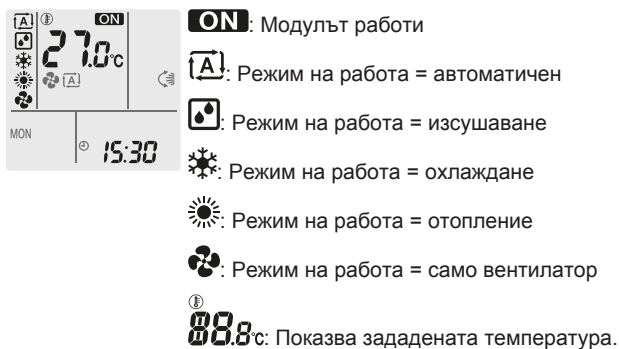 ON
27.0°C
A
MON
15:30
ON: Модулът работи
A: Режим на работа = автоматичен
: Режим на работа = изсушаване
: Режим на работа = охлаждане
: Режим на работа = отопление
: Режим на работа = само вентилатор
88.8°C: Показва зададената температура.